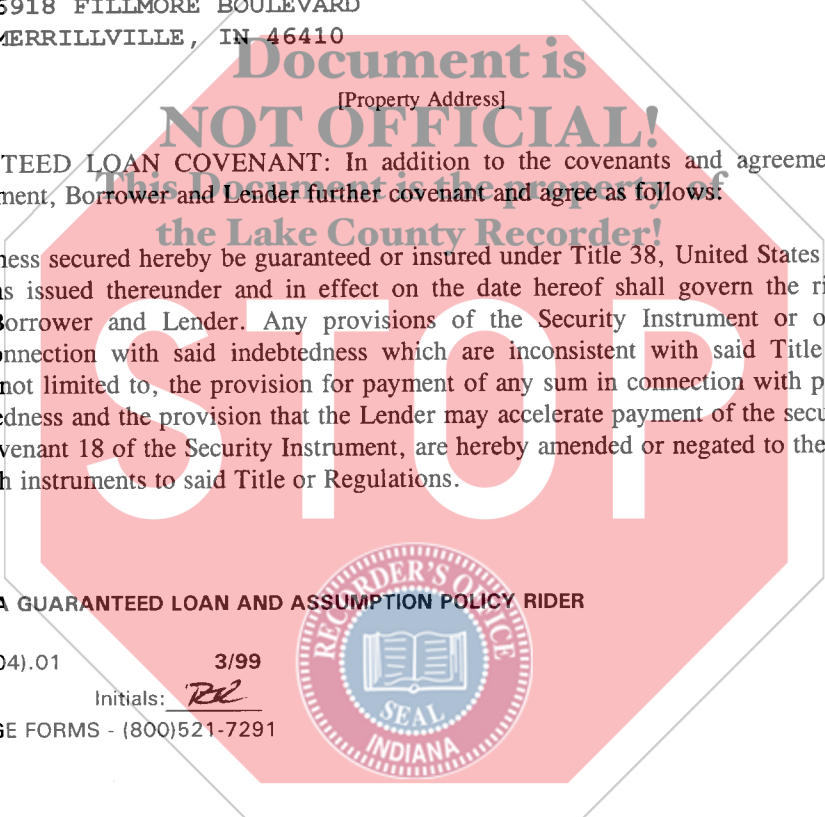 5918 FILLMORE BOULEVARD
MERRILLVILLE, IN 46410
Document is
[Property Address]
NOT OFFICIAL!
TEED LOAN COVENANT: In addition to the covenants and agreeme
This Document is the property of
ment, Borrower and Lender further covenant and agree as follows:
the Lake County Recorder!
ness secured hereby be guaranteed or insured under Title 38, United States
s issued thereunder and in effect on the date hereof shall govern the ri
Borrower and Lender. Any provisions of the Security Instrument or o
nnection with said indebtedness which are inconsistent with said Title
not limited to, the provision for payment of any sum in connection with p
edness and the provision that the Lender may accelerate payment of the secu
venant 18 of the Security Instrument, are hereby amended or negated to the
h instruments to said Title or Regulations.
STOP
A GUARANTEED LOAN AND ASSUMPTION POLICY RIDER
04).01 3/99
Initials:
GE FORMS - (800)521-7291
RECORDER'S OFFICE
SEAL
INDIANA